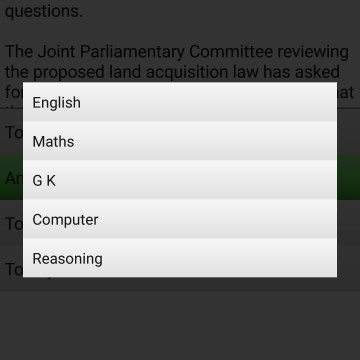 questions.
The Joint Parliamentary Committee reviewing
the proposed land acquisition law has asked
English
Maths
G K
Computer
Reasoning